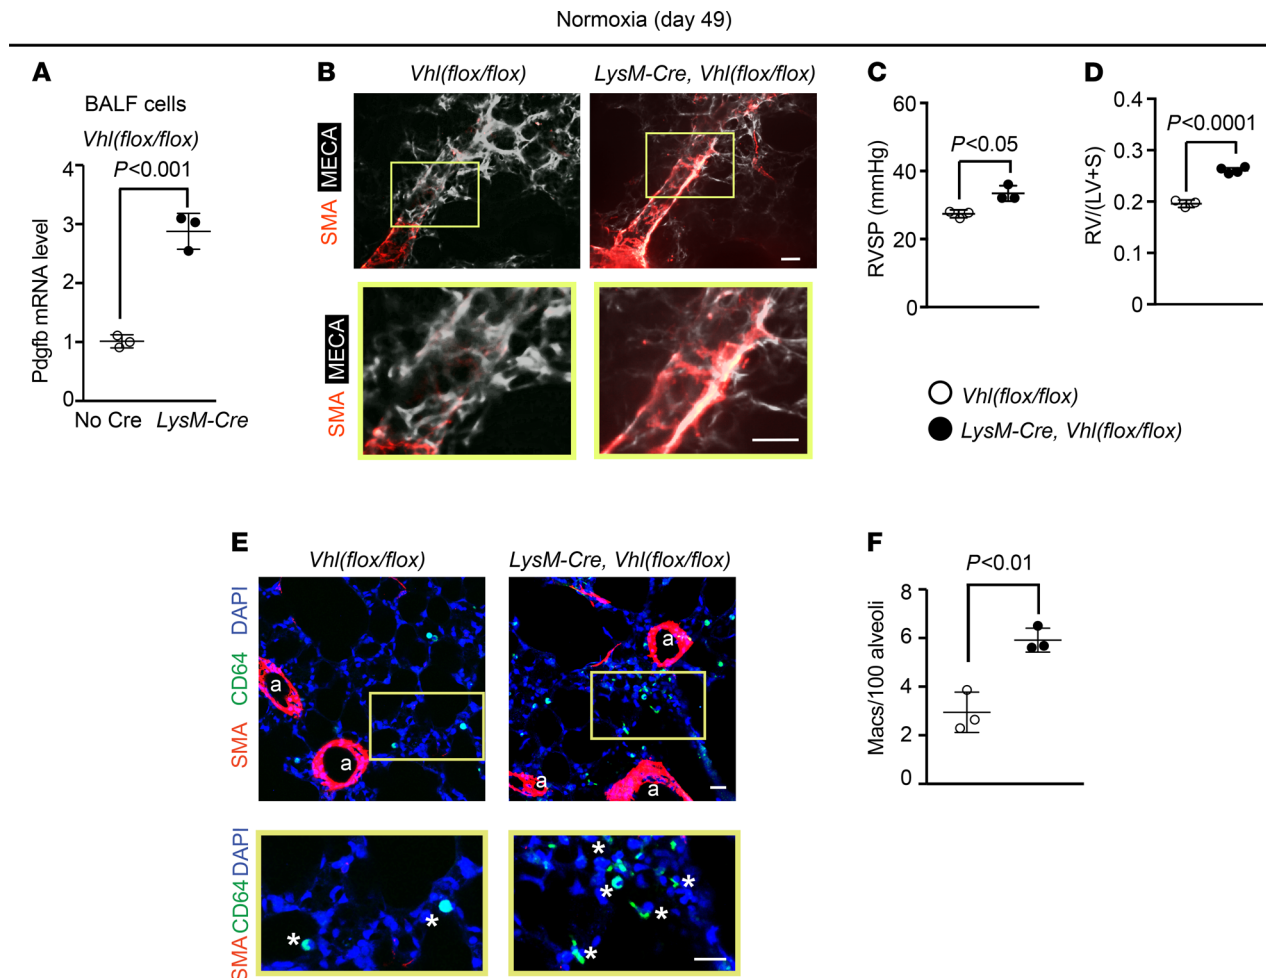 Normoxia (day 49)
A
BALF cells
Vhl(flox/flox)
P<0.001
Pdgfb mRNA level
4
3
2
1
0
No Cre LysM-Cre
B
Vhl(flox/flox)
LysM-Cre, Vhl(flox/flox)
SMA MECA
SMA MECA
C
RVSP (mmHg)
60
40
20
0
P<0.05
D
RV/(LV+S)
0.4
0.3
0.2
0.1
0
P<0.0001
Vhl(flox/flox)
LysM-Cre, Vhl(flox/flox)
E
Vhl(flox/flox)
LysM-Cre, Vhl(flox/flox)
SMA CD64 DAPI
a
a
a
a
a
SMA CD64 DAPI
*
*
*
*
*
*
*
F
P<0.01
Macs/100 alveoli
8
6
4
2
0